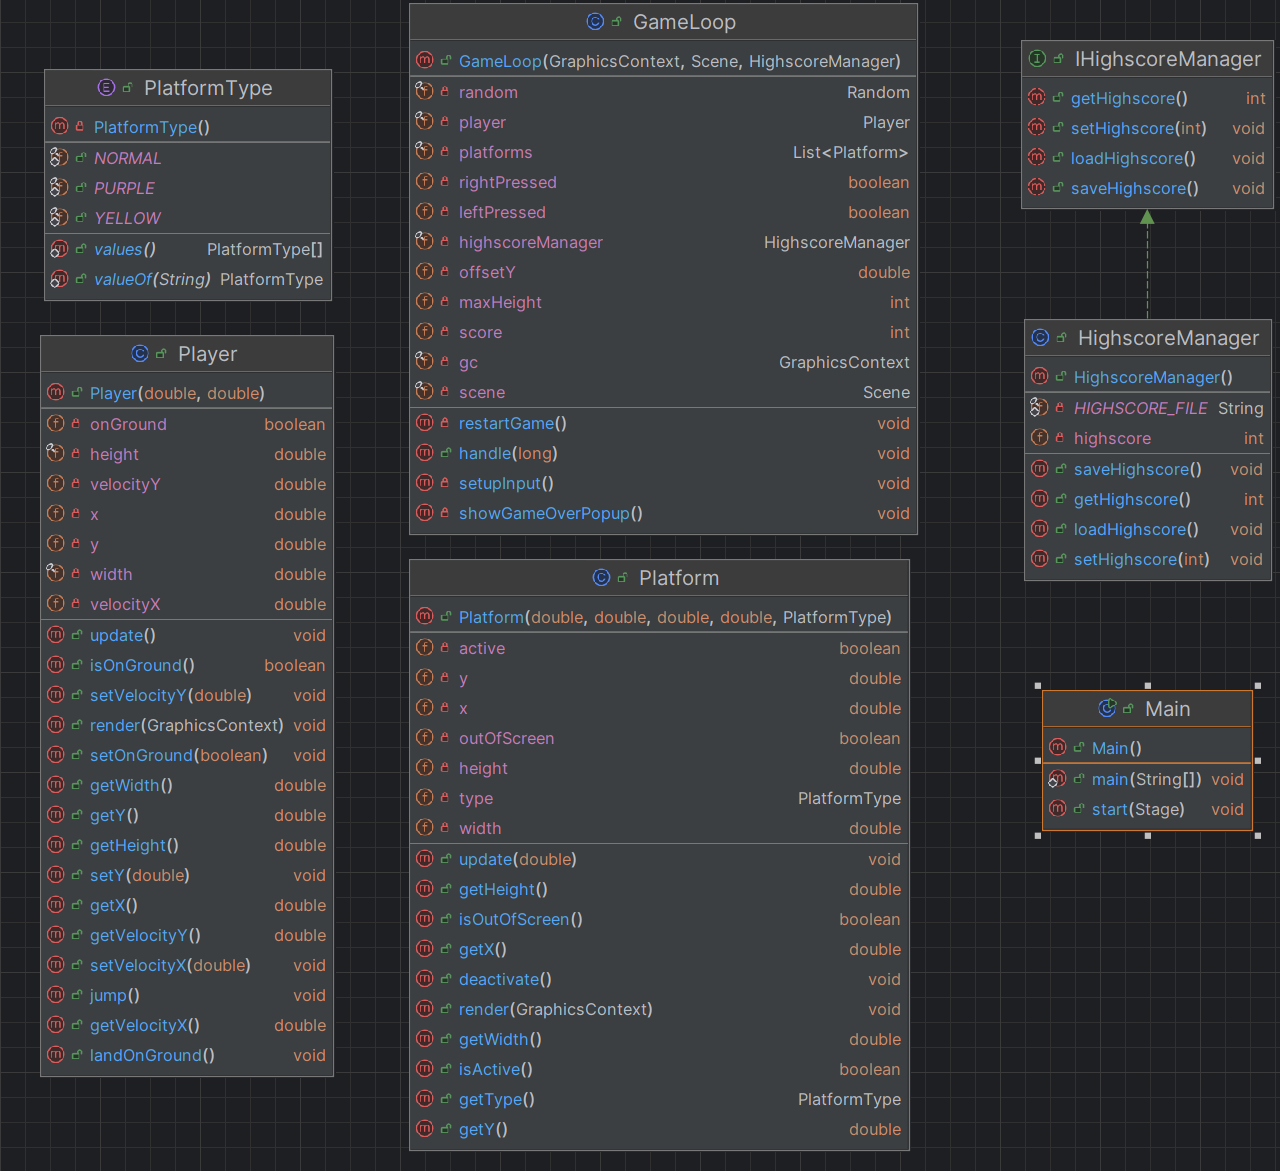 PlatformType
PlatformType()
NORMAL
PURPLE
YELLOW
values() PlatformType[]
valueOf(String) PlatformType
Player
Player(double, double)
onGround boolean
height double
velocityY double
x double
y double
width double
velocityX double
update() void
isOnGround() boolean
setVelocityY(double) void
render(GraphicsContext) void
setOnGround(boolean) void
getWidth() double
getY() double
getHeight() double
setY(double) void
getX() double
getVelocityY() double
setVelocityX(double) void
jump() void
getVelocityX() double
landOnGround() void
GameLoop
GameLoop(GraphicsContext, Scene, HighscoreManager)
random Random
player Player
platforms List<Platform>
rightPressed boolean
leftPressed boolean
highscoreManager HighscoreManager
offsetY double
maxHeight int
score int
gc GraphicsContext
scene Scene
restartGame() void
handle(long) void
setupInput() void
showGameOverPopup() void
Platform
Platform(double, double, double, double, PlatformType)
active boolean
y double
x double
outOfScreen boolean
height double
type PlatformType
width double
update(double) void
getHeight() double
isOutOfScreen() boolean
getX() double
deactivate() void
render(GraphicsContext) void
getWidth() double
isActive() boolean
getType() PlatformType
getY() double
IHighscoreManager
getHighscore() int
setHighscore(int) void
loadHighscore() void
saveHighscore() void
HighscoreManager
HighscoreManager()
HIGHSCORE_FILE String
highscore int
saveHighscore() void
getHighscore() int
loadHighscore() void
setHighscore(int) void
Main
Main()
main(String[]) void
start(Stage) void